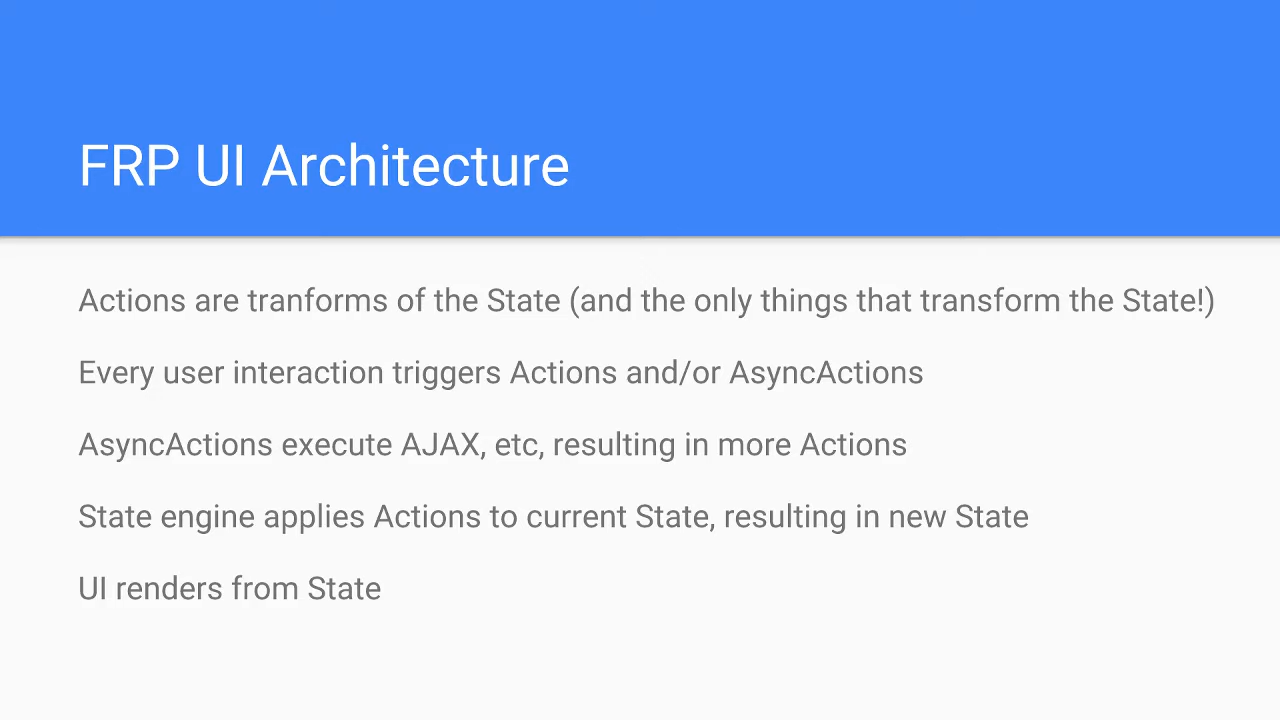 FRP UI Architecture
Actions are tranforms of the State (and the only things that transform the State!)
Every user interaction triggers Actions and/or AsyncActions
AsyncActions execute AJAX, etc, resulting in more Actions
State engine applies Actions to current State, resulting in new State
UI renders from State